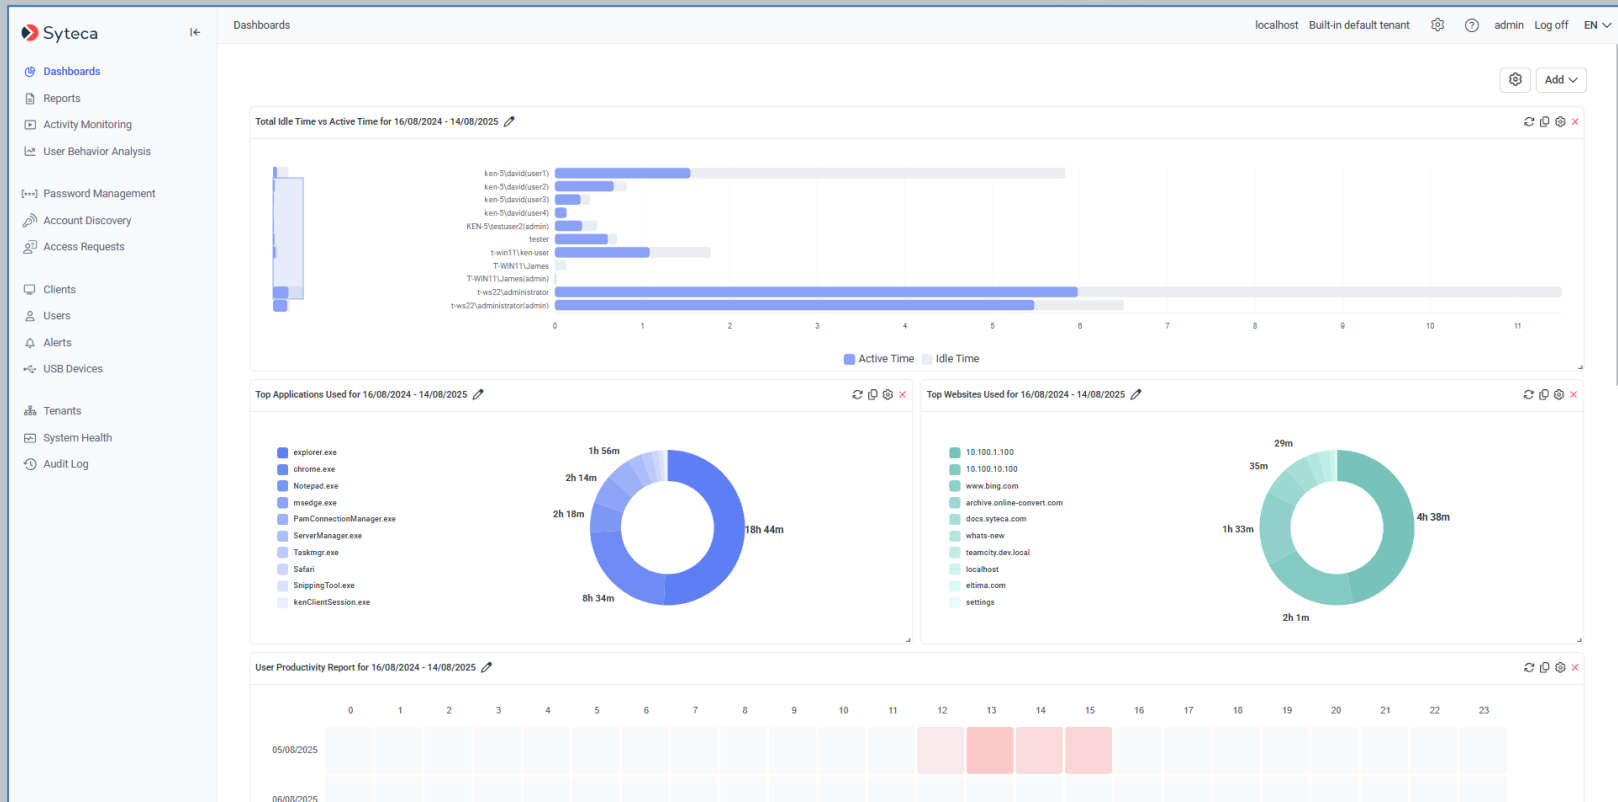 Syteca
Dashboards
localhost Built-in default tenant admin Log off EN
Dashboards
Reports
Activity Monitoring
User Behavior Analysis
Password Management
Account Discovery
Access Requests
Clients
Users
Alerts
USB Devices
Tenants
System Health
Audit Log
Add
Total Idle Time vs Active Time for 16/08/2024 - 14/08/2025
ken-5\david(user1)
ken-5\david(user2)
ken-5\david(user3)
ken-5\david(user4)
KEN-5\testuser2(admin)
tester
t-win11\ken-user
T-WIN11\James
T-WIN11\James(admin)
t-ws22\administrator
t-ws22\administrator(admin)
0 1 2 3 4 5 6 7 8 9 10 11
Active Time Idle Time
Top Applications Used for 16/08/2024 - 14/08/2025
explorer.exe
chrome.exe
Notepad.exe
msedge.exe
PamConnectionManager.exe
ServerManager.exe
Taskmgr.exe
Safari
SnippingTool.exe
kenClientSession.exe
1h 56m
2h 14m
2h 18m
18h 44m
8h 34m
Top Websites Used for 16/08/2024 - 14/08/2025
10.100.1.100
10.100.10.100
www.bing.com
archive.online-convert.com
docs.syteca.com
whats-new
teamcity.dev.local
localhost
eltima.com
settings
29m
35m
4h 38m
1h 33m
2h 1m
User Productivity Report for 16/08/2024 - 14/08/2025
0 1 2 3 4 5 6 7 8 9 10 11 12 13 14 15 16 17 18 19 20 21 22 23
05/08/2025
06/08/2025